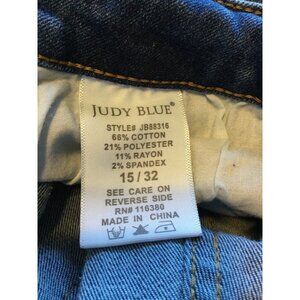 JUDY BLUE®
STYLE# JB88316
66% COTTON
21% POLYESTER
11% RAYON
2% SPANDEX
15 / 32
SEE CARE ON
REVERSE SIDE
RN# 116380
MADE IN CHINA